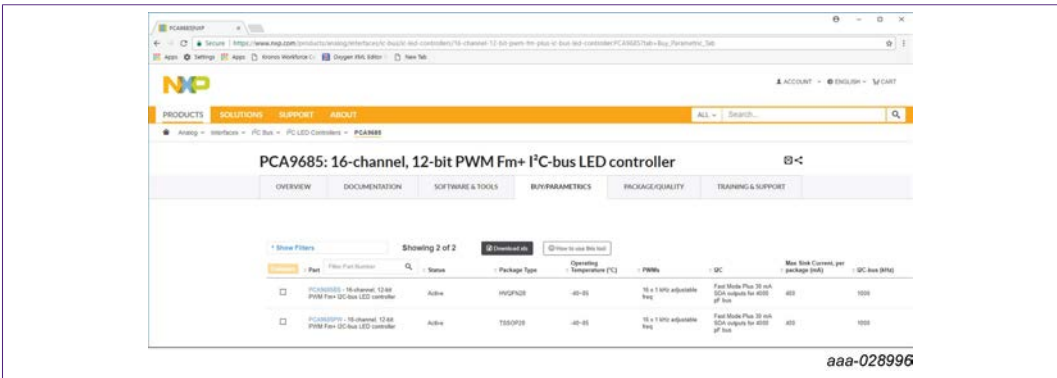 PCA9685|NXP
Secure https://www.nxp.com/products/analog/interfaces/ic-bus/ic-led-controllers/16-channel-12-bit-pwm-fm-plus-ic-bus-led-controller:PCA9685?tab=Buy_Parametric_Tab
Apps Settings Apps Kronos Workforce C Oxygen XML Editor New Tab
NXP
ACCOUNT ENGLISH CART
PRODUCTS SOLUTIONS SUPPORT ABOUT
ALL Search...
Analog Interfaces I²C Bus I²C LED Controllers PCA9685
PCA9685: 16-channel, 12-bit PWM Fm+ I²C-bus LED controller
OVERVIEW DOCUMENTATION SOFTWARE & TOOLS BUY/PARAMETRICS PACKAGE/QUALITY TRAINING & SUPPORT
Show Filters Showing 2 of 2 Download xls How to use this tool
Part Filter Part Number Status Package Type Operating Temperature (°C) PWMs I2C Max Sink Current, per package (mA) I2C-bus (kHz)
PCA9685BS - 16-channel, 12-bit PWM Fm+ I2C-bus LED controller Active HVQFN28 -40~85 16 x 1 kHz adjustable freq Fast Mode Plus 30 mA SDA outputs for 4000 pF bus 400 1000
PCA9685PW - 16-channel, 12-bit PWM Fm+ I2C-bus LED controller Active TSSOP28 -40~85 16 x 1 kHz adjustable freq Fast Mode Plus 30 mA SDA outputs for 4000 pF bus 400 1000
aaa-028996